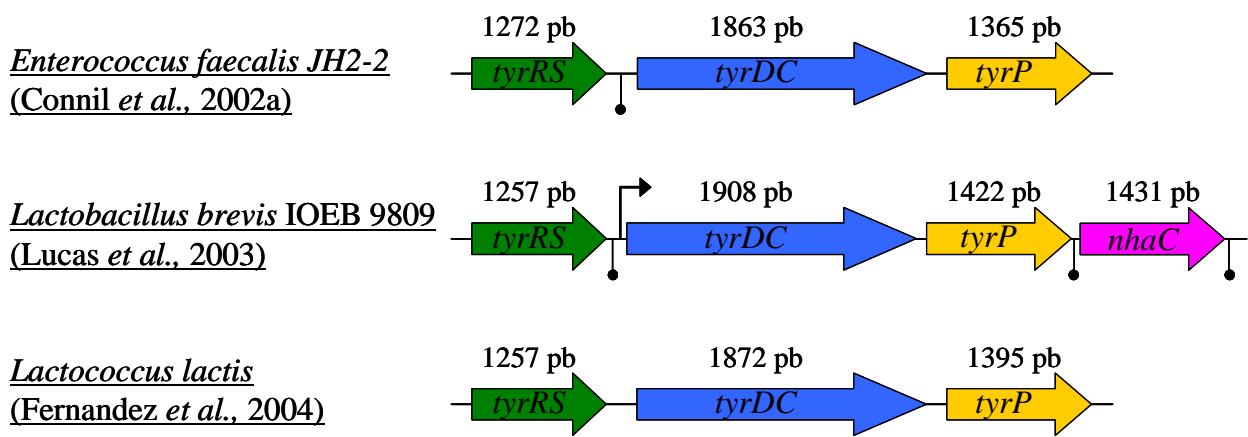 1272 pb 1863 pb 1365 pb
Enterococcus faecalis JH2-2
(Connil et al., 2002a)
tyrRS tyrDC tyrP
1257 pb 1908 pb 1422 pb 1431 pb
Lactobacillus brevis IOEB 9809
(Lucas et al., 2003)
tyrRS tyrDC tyrP nhaC
1257 pb 1872 pb 1395 pb
Lactococcus lactis
(Fernandez et al., 2004)
tyrRS tyrDC tyrP